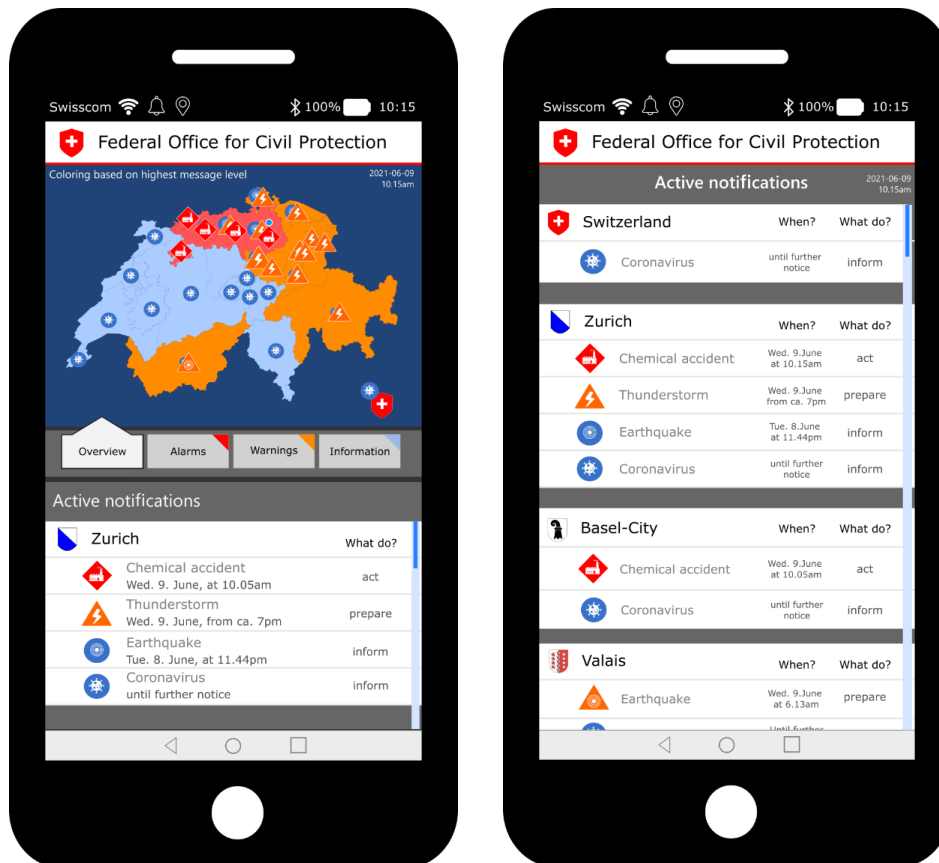 Swisscom
100%
10:15
Federal Office for Civil Protection
Coloring based on highest message level
2021-06-09
10.15am
Overview
Alarms
Warnings
Information
Active notifications
Zurich
What do?
Chemical accident
Wed. 9. June, at 10.05am
act
Thunderstorm
Wed. 9. June, from ca. 7pm
prepare
Earthquake
Tue. 8. June, at 11.44pm
inform
Coronavirus
until further notice
inform
Swisscom
100%
10:15
Federal Office for Civil Protection
Active notifications
2021-06-09
10.15am
Switzerland
When?
What do?
Coronavirus
until further
notice
inform
Zurich
When?
What do?
Chemical accident
Wed. 9.June
at 10.15am
act
Thunderstorm
Wed. 9.June
from ca. 7pm
prepare
Earthquake
Tue. 8.June
at 11.44pm
inform
Coronavirus
until further
notice
inform
Basel-City
When?
What do?
Chemical accident
Wed. 9.June
at 10.05am
act
Coronavirus
until further
notice
inform
Valais
When?
What do?
Earthquake
Wed. 9.June
at 6.13am
prepare
Until further